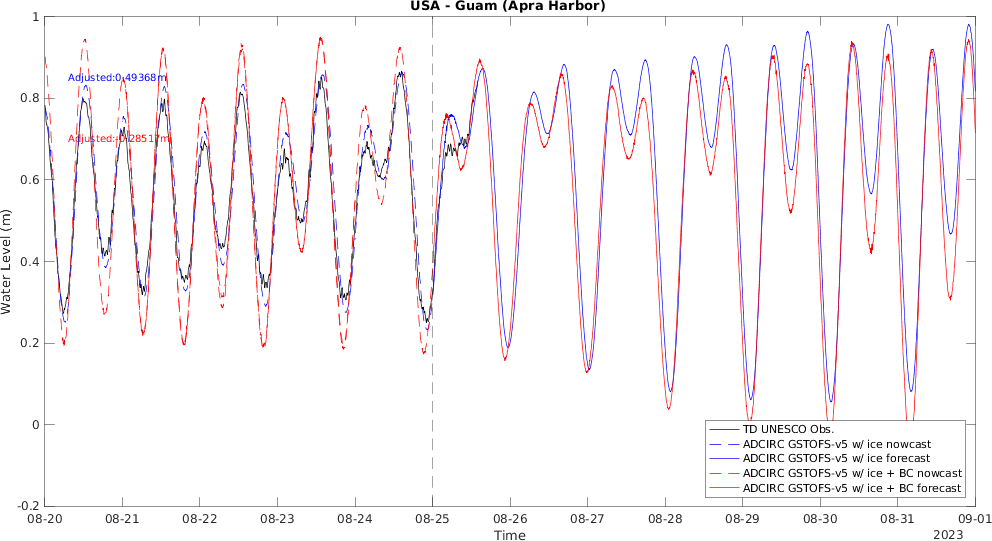 USA - Guam (Apra Harbor)
1
0.8
0.6
0.4
0.2
0
-0.2
Water Level (m)
Adjusted:0.49368m
Adjusted:-0.28517m
TD UNESCO Obs.
ADCIRC GSTOFS-v5 w/ ice nowcast
ADCIRC GSTOFS-v5 w/ ice forecast
ADCIRC GSTOFS-v5 w/ ice + BC nowcast
ADCIRC GSTOFS-v5 w/ ice + BC forecast
08-20 08-21 08-22 08-23 08-24 08-25 08-26 08-27 08-28 08-29 08-30 08-31 09-01
Time
2023